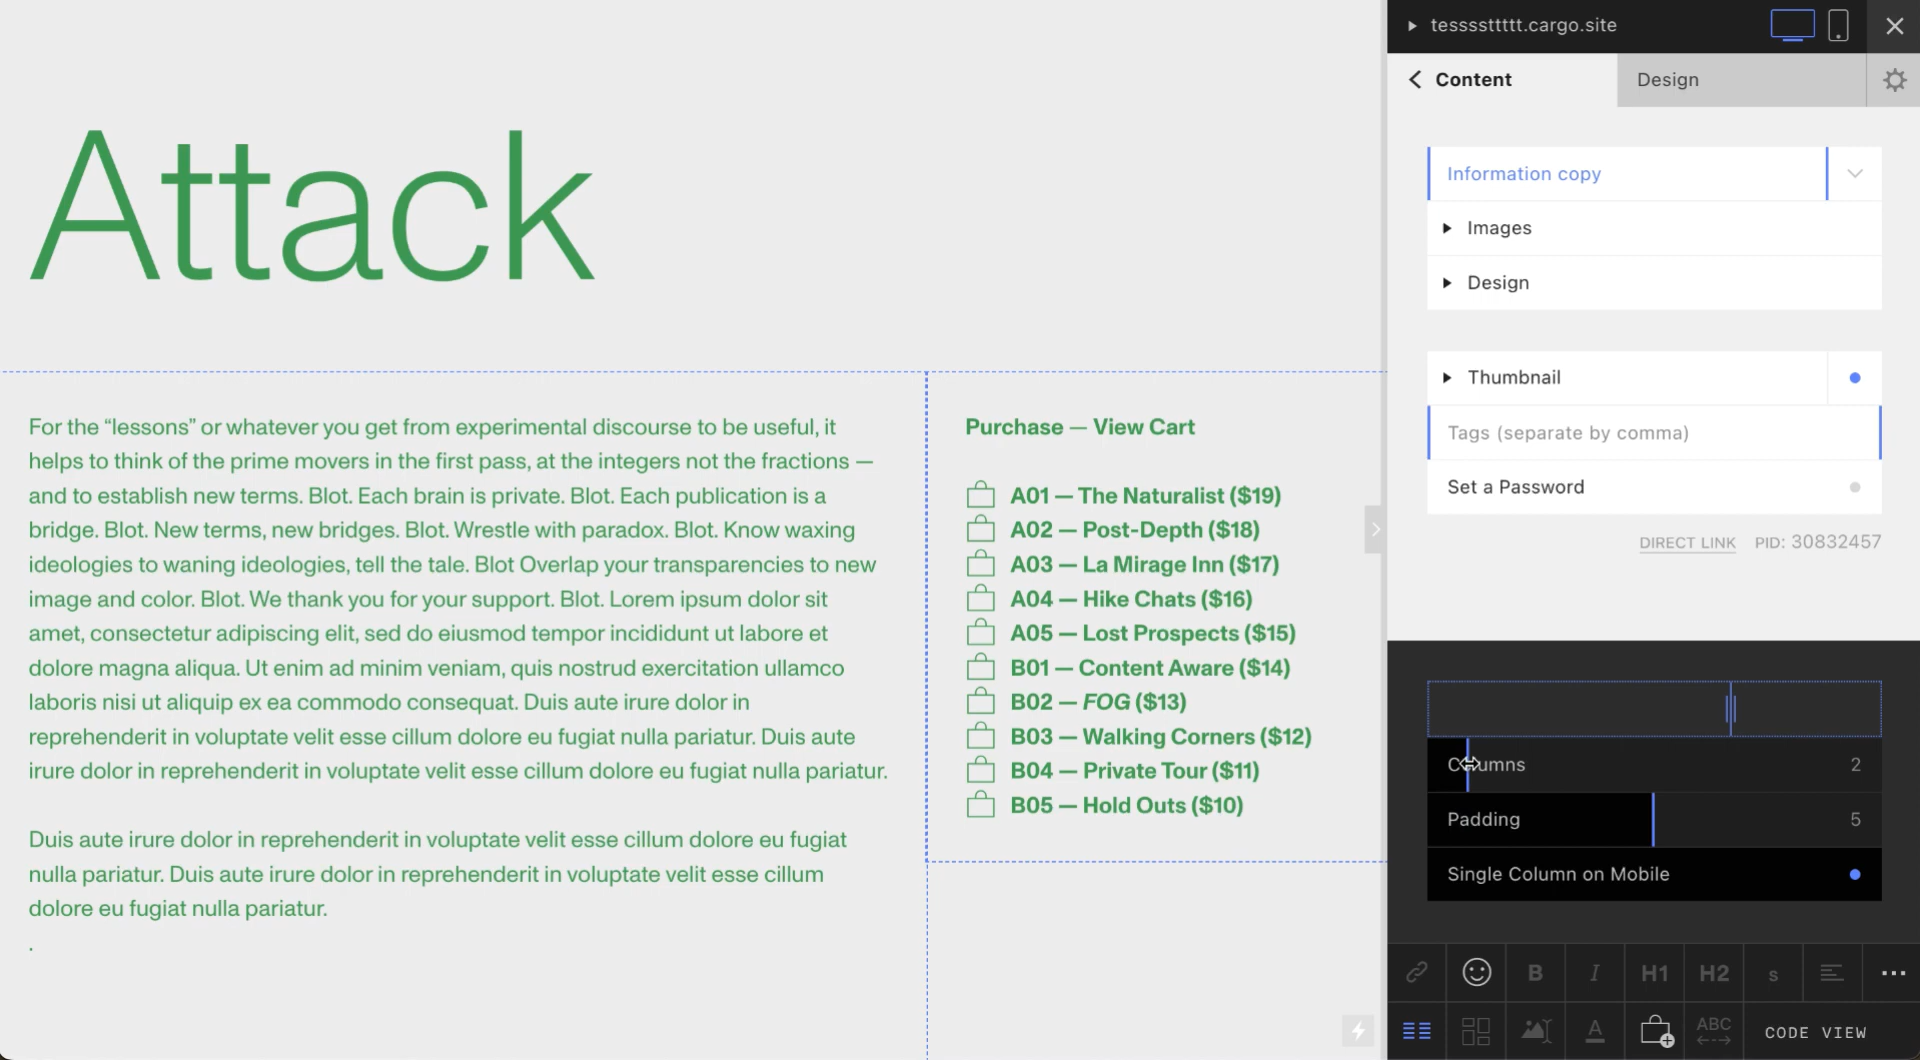 Attack
For the “lessons” or whatever you get from experimental discourse to be useful, it
helps to think of the prime movers in the first pass, at the integers not the fractions —
and to establish new terms. Blot. Each brain is private. Blot. Each publication is a
bridge. Blot. New terms, new bridges. Blot. Wrestle with paradox. Blot. Know waxing
ideologies to waning ideologies, tell the tale. Blot Overlap your transparencies to new
image and color. Blot. We thank you for your support. Blot. Lorem ipsum dolor sit
amet, consectetur adipiscing elit, sed do eiusmod tempor incididunt ut labore et
dolore magna aliqua. Ut enim ad minim veniam, quis nostrud exercitation ullamco
laboris nisi ut aliquip ex ea commodo consequat. Duis aute irure dolor in
reprehenderit in voluptate velit esse cillum dolore eu fugiat nulla pariatur. Duis aute
irure dolor in reprehenderit in voluptate velit esse cillum dolore eu fugiat nulla pariatur.
Duis aute irure dolor in reprehenderit in voluptate velit esse cillum dolore eu fugiat
nulla pariatur. Duis aute irure dolor in reprehenderit in voluptate velit esse cillum
dolore eu fugiat nulla pariatur.
.
Purchase — View Cart
A01 — The Naturalist ($19)
A02 — Post-Depth ($18)
A03 — La Mirage Inn ($17)
A04 — Hike Chats ($16)
A05 — Lost Prospects ($15)
B01 — Content Aware ($14)
B02 — FOG ($13)
B03 — Walking Corners ($12)
B04 — Private Tour ($11)
B05 — Hold Outs ($10)
tesssstttt.cargo.site
Content
Design
Information copy
Images
Design
Thumbnail
Tags (separate by comma)
Set a Password
DIRECT LINK PID: 30832457
Columns 2
Padding 5
Single Column on Mobile
B I H1 H2 s
A ABC CODE VIEW